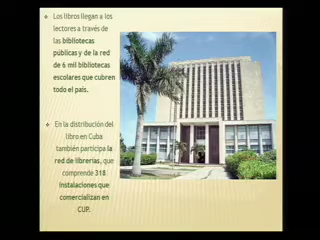 Los libros llegan a los
lectores a través de
las bibliotecas
públicas y de la red
de 6 mil bibliotecas
escolares que cubren
todo el país.
En la distribución del
libro en Cuba
también participa la
red de librerías, que
comprende 318
instalaciones que
comercializan en
CUP.